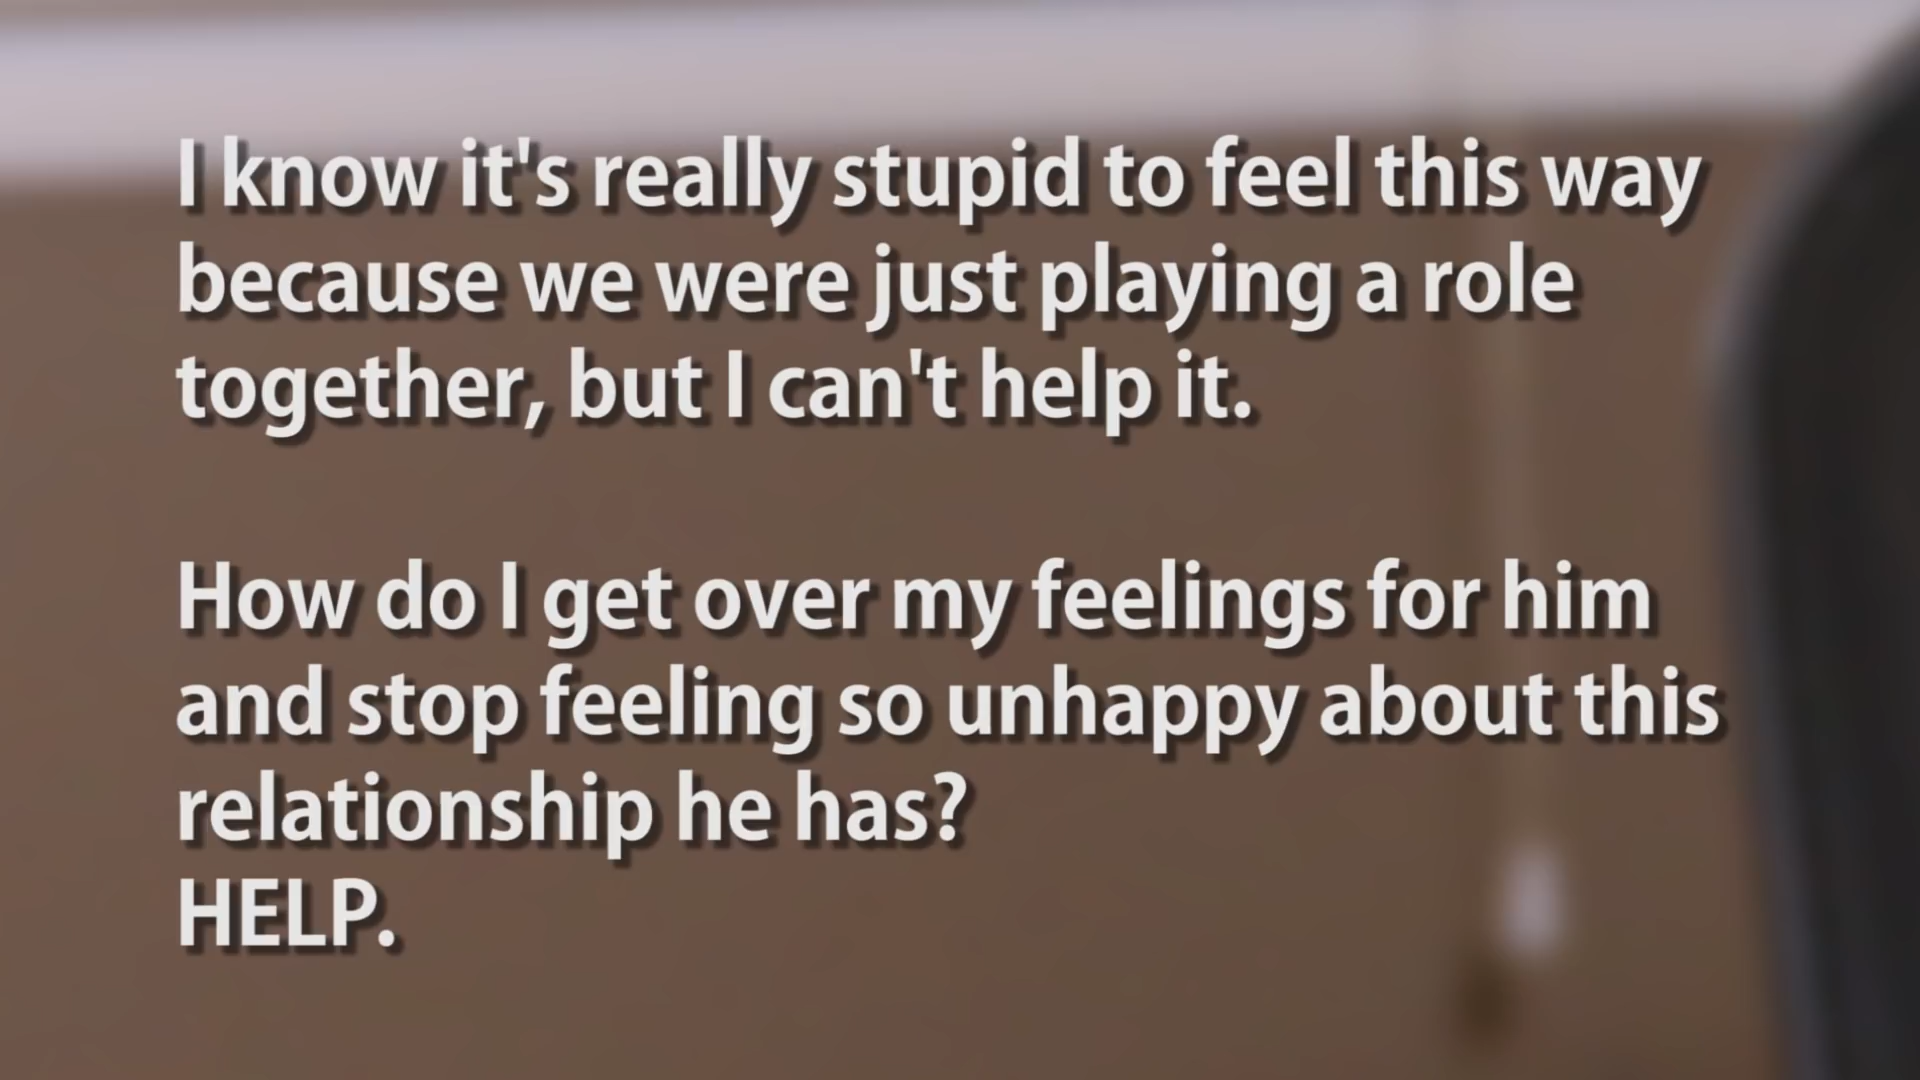 I know it's really stupid to feel this way
because we were just playing a role
together, but I can't help it.
How do I get over my feelings for him
and stop feeling so unhappy about this
relationship he has?
HELP.